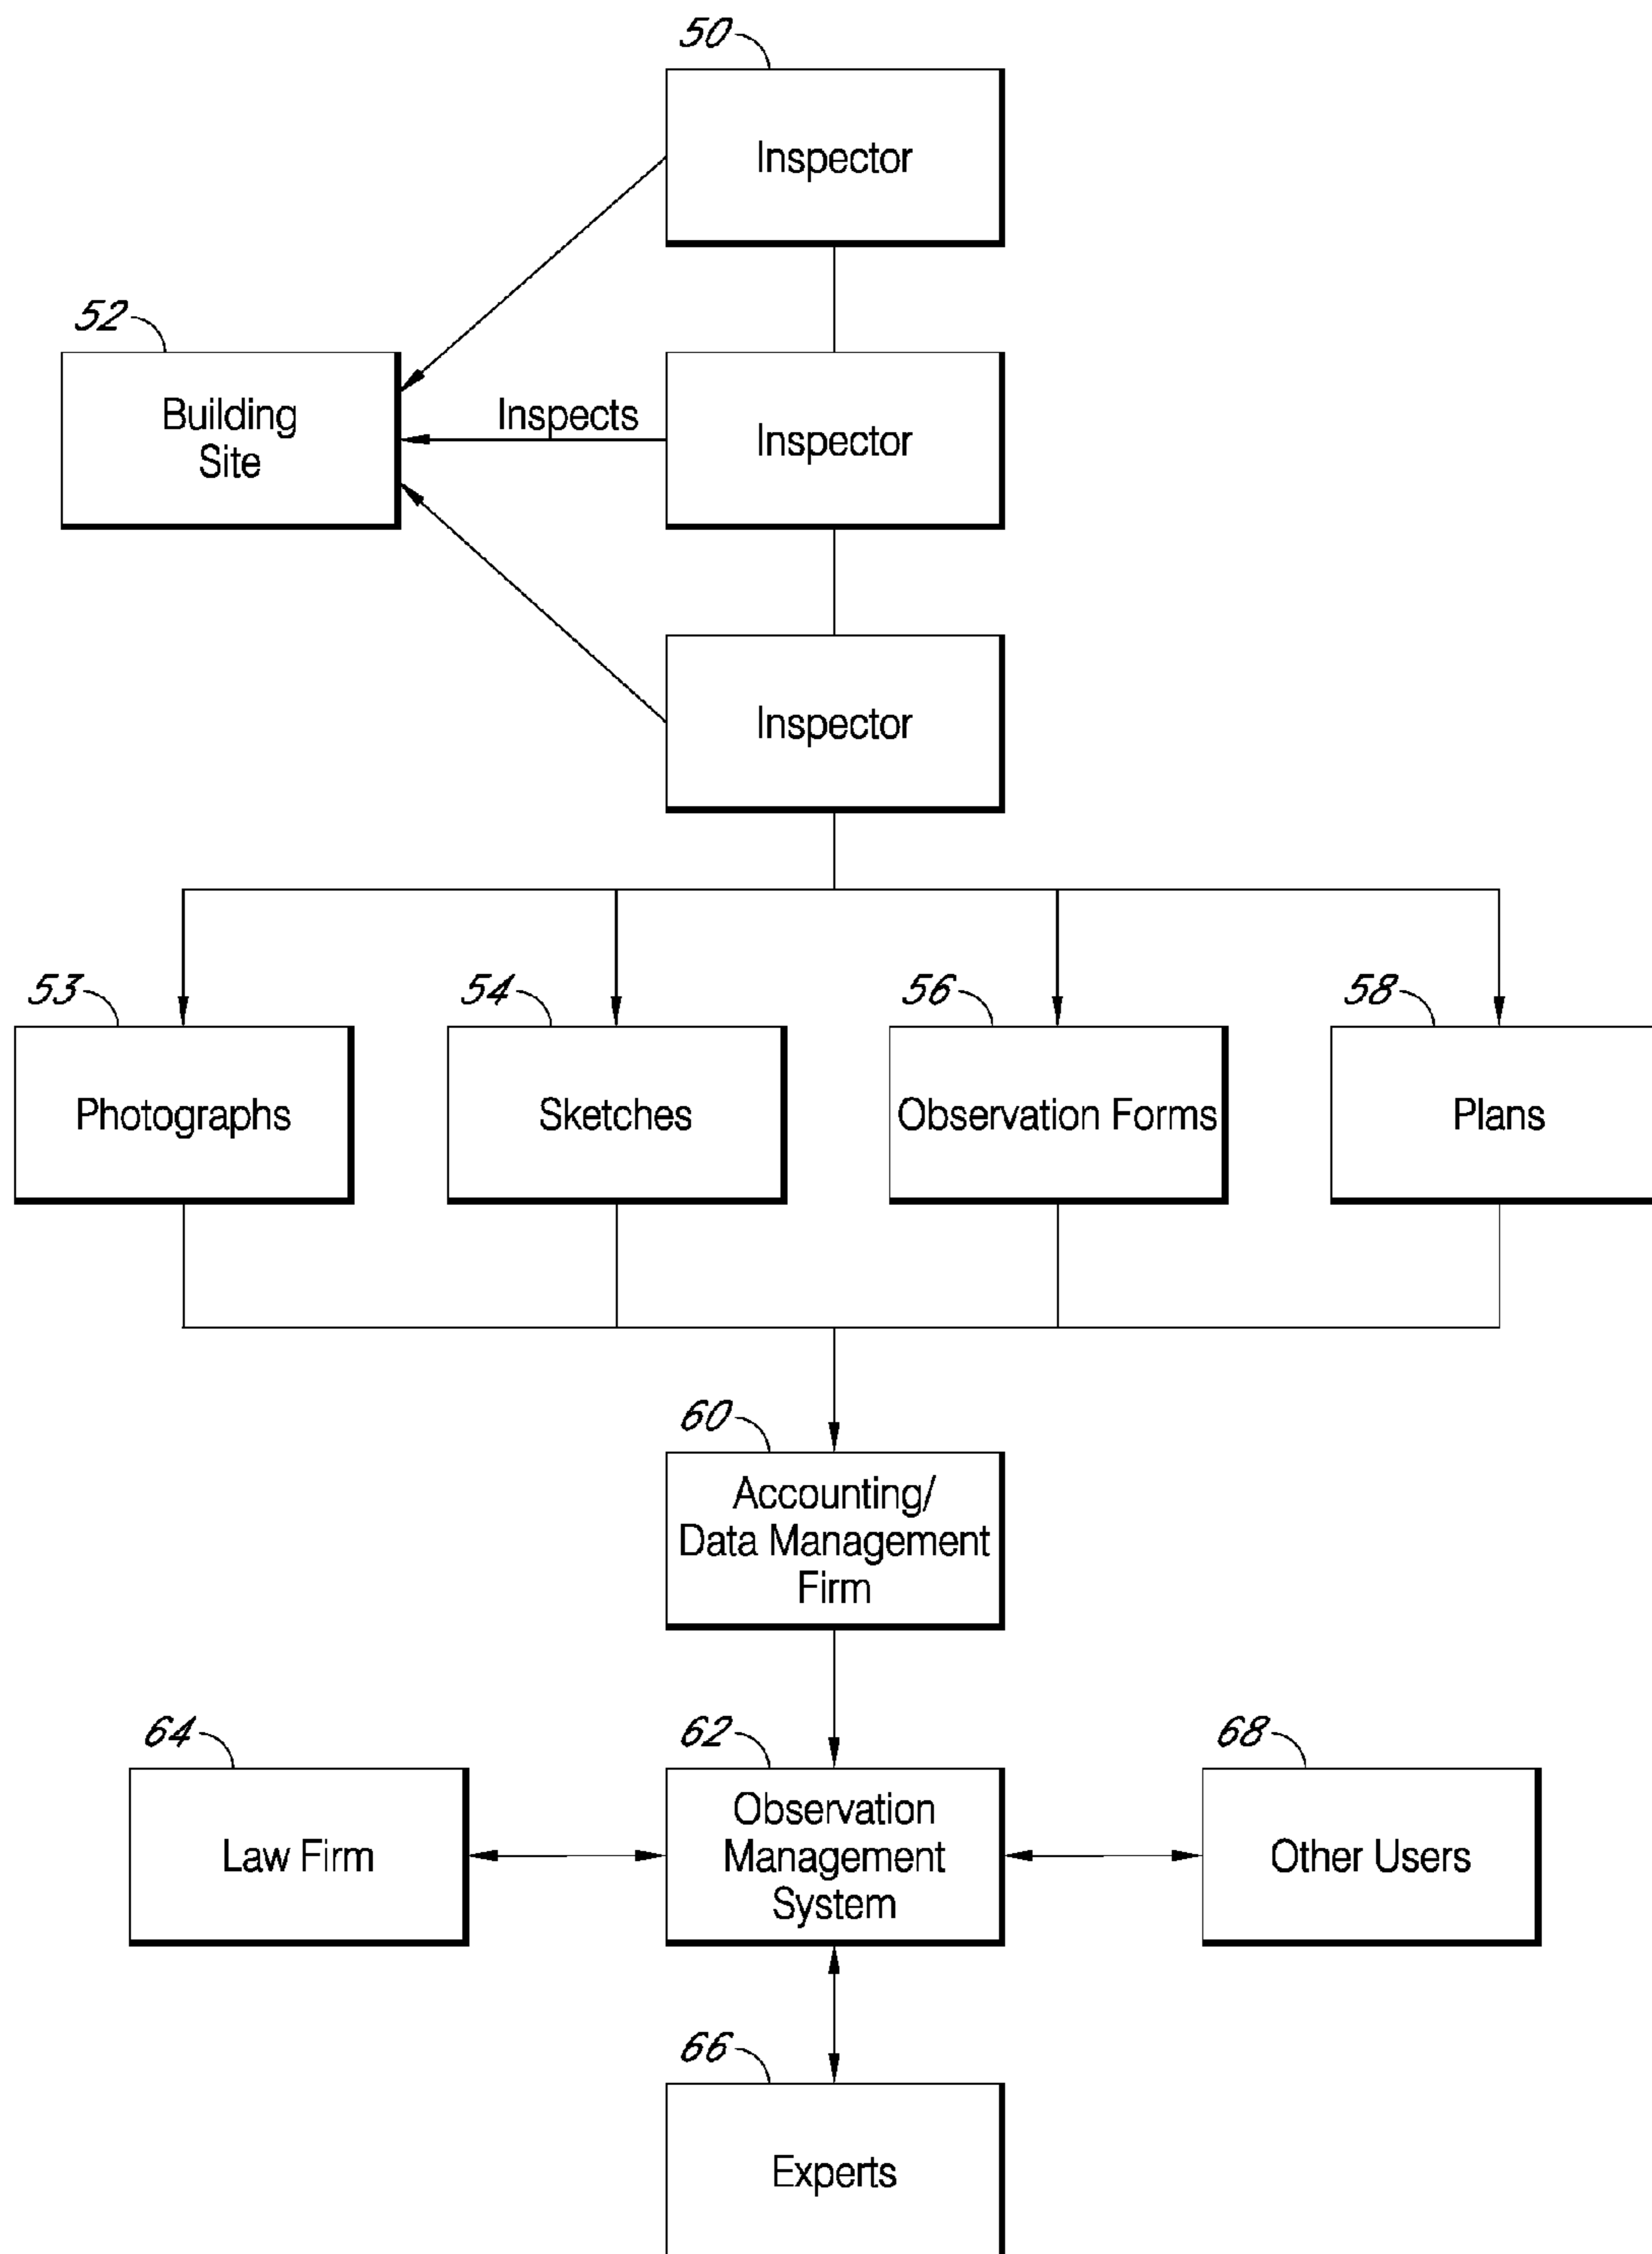 50
Inspector
52
Building
Site
Inspects
Inspector
Inspector
53
54
56
58
Photographs
Sketches
Observation Forms
Plans
60
Accounting/
Data Management
Firm
64
62
68
Law Firm
Observation
Management
System
Other Users
66
Experts